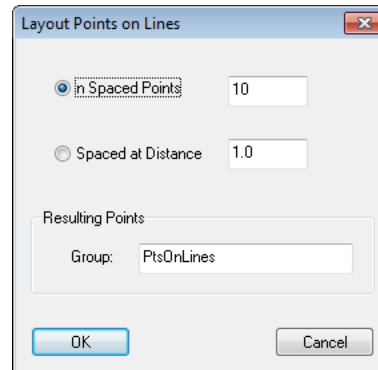 Layout Points on Lines
n Spaced Points 10
Spaced at Distance 1.0
Resulting Points
Group: PtsOnLines
OK Cancel